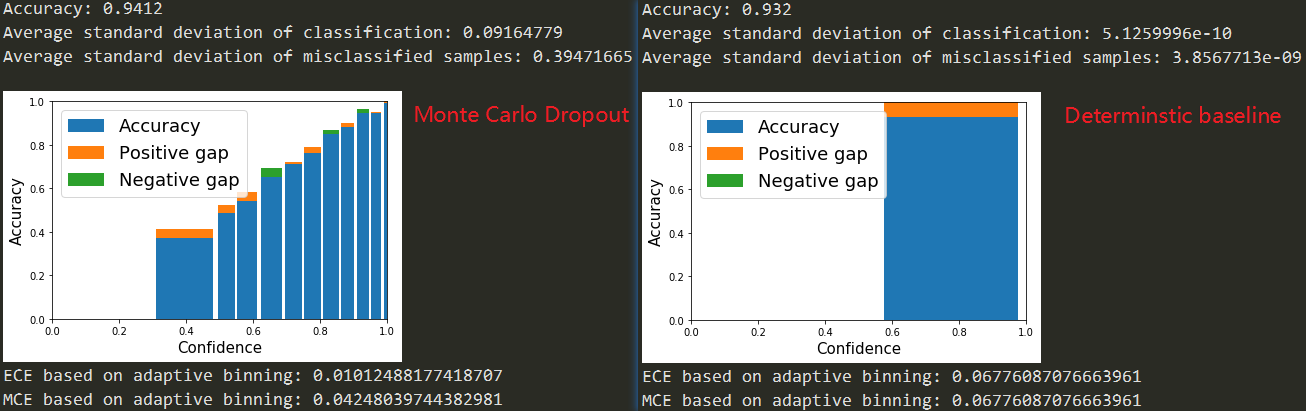 Accuracy: 0.9412
Average standard deviation of classification: 0.09164779
Average standard deviation of misclassified samples: 0.39471665
Monte Carlo Dropout
Accuracy
Positive gap
Negative gap
1.0
0.8
0.6
0.4
0.2
0.0
Accuracy
0.0 0.2 0.4 0.6 0.8 1.0
Confidence
ECE based on adaptive binning: 0.01012488177418707
MCE based on adaptive binning: 0.04248039744382981
Accuracy: 0.932
Average standard deviation of classification: 5.1259996e-10
Average standard deviation of misclassified samples: 3.8567713e-09
Determinstic baseline
Accuracy
Positive gap
Negative gap
1.0
0.8
0.6
0.4
0.2
0.0
Accuracy
0.0 0.2 0.4 0.6 0.8 1.0
Confidence
ECE based on adaptive binning: 0.06776087076663961
MCE based on adaptive binning: 0.06776087076663961